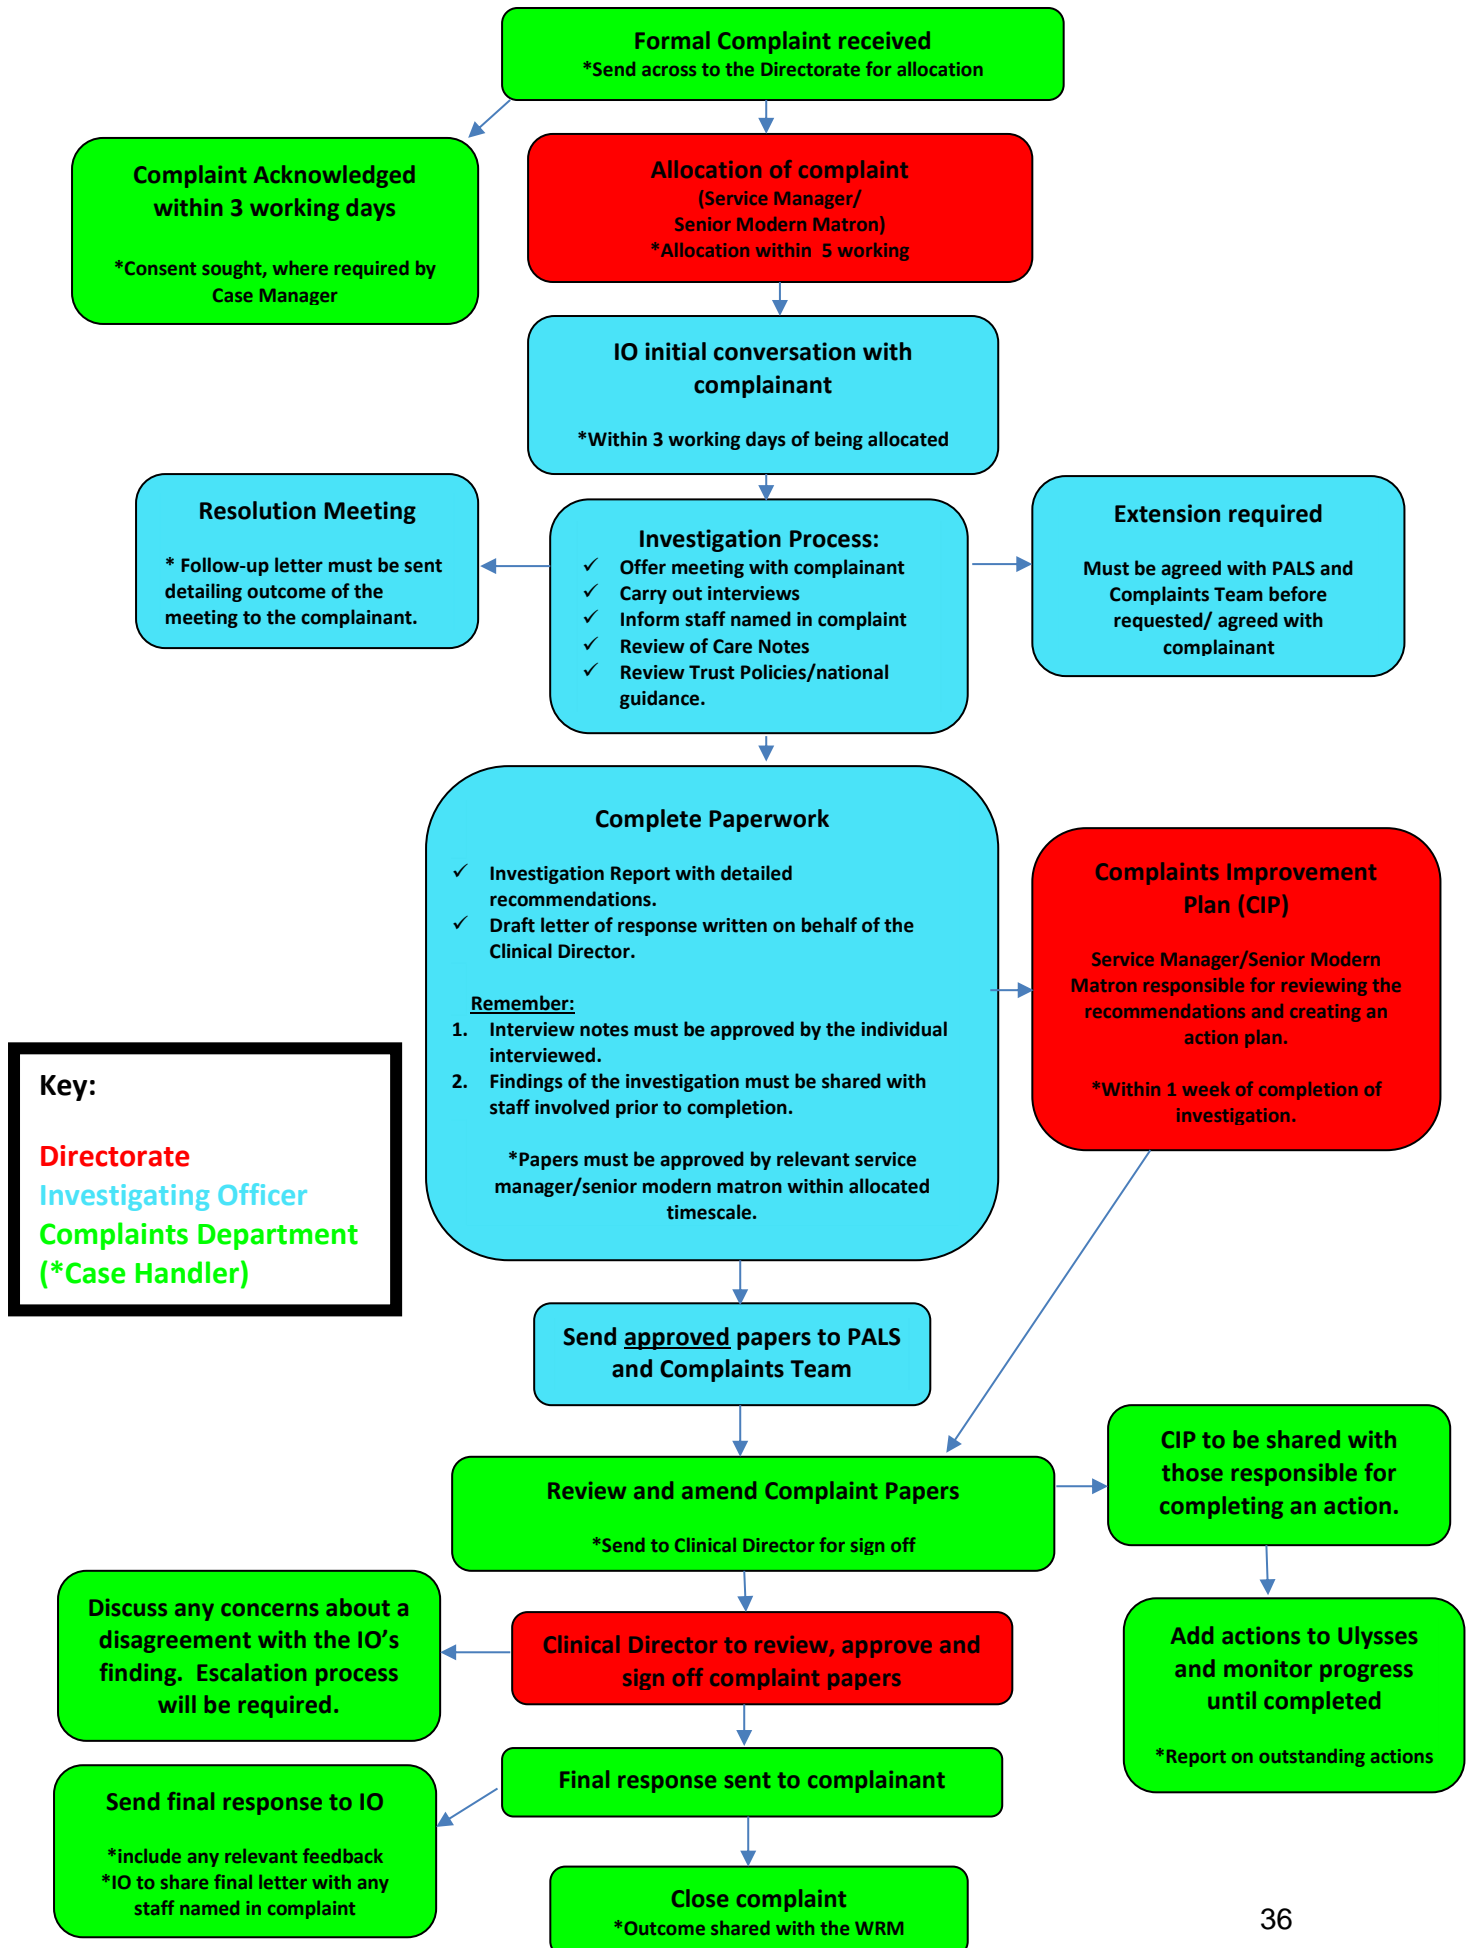 Formal Complaint received
*Send across to the Directorate for allocation
Complaint Acknowledged
within 3 working days
*Consent sought, where required by
Case Manager
Allocation of complaint
(Service Manager/
Senior Modern Matron)
*Allocation within  5 working
IO initial conversation with
complainant
*Within 3 working days of being allocated
Resolution Meeting
* Follow-up letter must be sent
detailing outcome of the
meeting to the complainant.
Investigation Process:
✓ Offer meeting with complainant
✓ Carry out interviews
✓ Inform staff named in complaint
✓ Review of Care Notes
✓ Review Trust Policies/national
guidance.
Extension required
Must be agreed with PALS and
Complaints Team before
requested/ agreed with
complainant
Complete Paperwork
✓ Investigation Report with detailed
recommendations.
✓ Draft letter of response written on behalf of the
Clinical Director.
Remember:
1. Interview notes must be approved by the individual
interviewed.
2. Findings of the investigation must be shared with
staff involved prior to completion.
*Papers must be approved by relevant service
manager/senior modern matron within allocated
timescale.
Complaints Improvement
Plan (CIP)
Service Manager/Senior Modern
Matron responsible for reviewing the
recommendations and creating an
action plan.
*Within 1 week of completion of
investigation.
Key:
Directorate
Investigating Officer
Complaints Department
(*Case Handler)
Send approved papers to PALS
and Complaints Team
Review and amend Complaint Papers
*Send to Clinical Director for sign off
CIP to be shared with
those responsible for
completing an action.
Discuss any concerns about a
disagreement with the IO’s
finding.  Escalation process
will be required.
Clinical Director to review, approve and
sign off complaint papers
Add actions to Ulysses
and monitor progress
until completed
*Report on outstanding actions
Final response sent to complainant
Send final response to IO
*include any relevant feedback
*IO to share final letter with any
staff named in complaint
Close complaint
*Outcome shared with the WRM
36